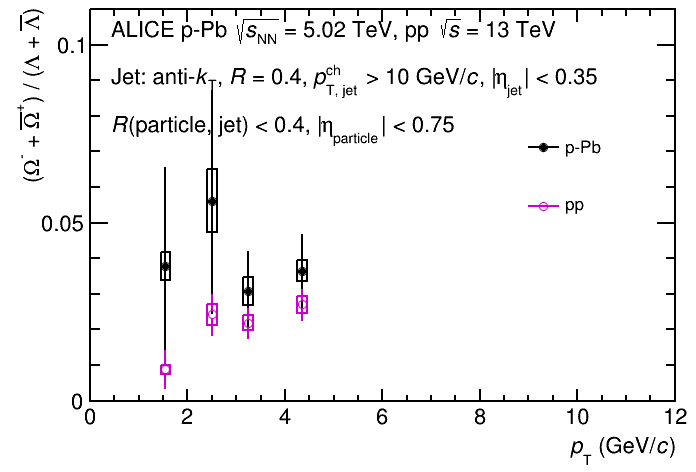 ALICE p-Pb √s_NN = 5.02 TeV, pp √s = 13 TeV
Jet: anti-k_T, R = 0.4, p_T, jet^ch > 10 GeV/c, |η_jet| < 0.35
R(particle, jet) < 0.4, |η_particle| < 0.75
p-Pb
pp
(Ω⁻ + Ω̅⁺) / (Λ + Λ̅)
0.1
0.05
0
0 2 4 6 8 10 12
p_T (GeV/c)